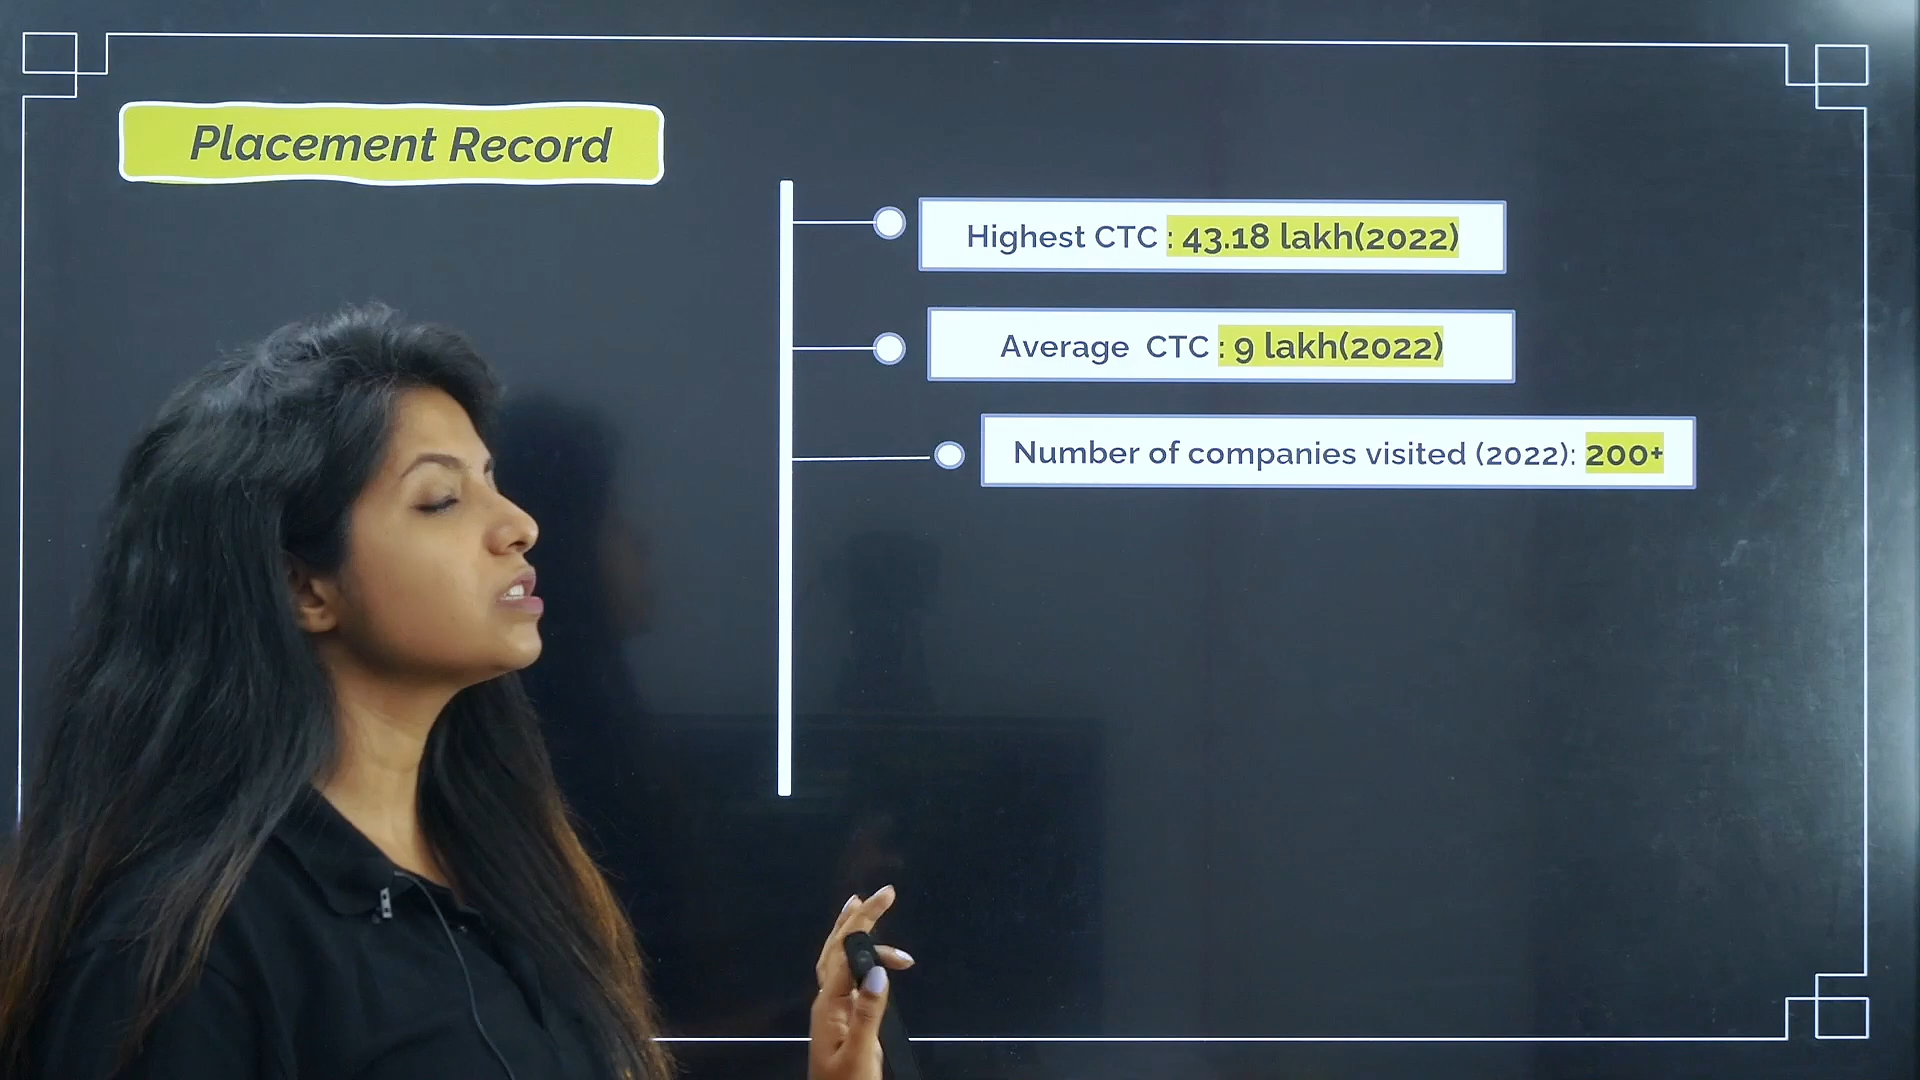 Placement Record
Highest CTC : 43.18 lakh(2022)
Average CTC : 9 lakh(2022)
Number of companies visited (2022): 200+